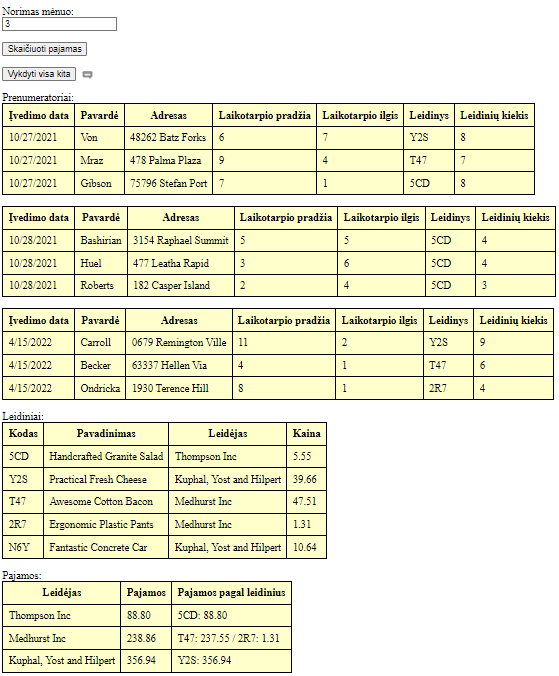 Norimas mėnuo:
3
Skaičiuoti pajamas
Vykdyti visa kita
Prenumeratoriai:
Įvedimo data Pavardė Adresas Laikotarpio pradžia Laikotarpio ilgis Leidinys Leidinių kiekis
10/27/2021 Von 48262 Batz Forks 6 7 Y2S 8
10/27/2021 Mraz 478 Palma Plaza 9 4 T47 7
10/27/2021 Gibson 75796 Stefan Port 7 1 5CD 8
Įvedimo data Pavardė Adresas Laikotarpio pradžia Laikotarpio ilgis Leidinys Leidinių kiekis
10/28/2021 Bashirian 3154 Raphael Summit 5 5 5CD 4
10/28/2021 Huel 477 Leatha Rapid 3 6 5CD 4
10/28/2021 Roberts 182 Casper Island 2 4 5CD 3
Įvedimo data Pavardė Adresas Laikotarpio pradžia Laikotarpio ilgis Leidinys Leidinių kiekis
4/15/2022 Carroll 0679 Remington Ville 11 2 Y2S 9
4/15/2022 Becker 63337 Hellen Via 4 1 T47 6
4/15/2022 Ondricka 1930 Terence Hill 8 1 2R7 4
Leidiniai:
Kodas Pavadinimas Leidėjas Kaina
5CD Handcrafted Granite Salad Thompson Inc 5.55
Y2S Practical Fresh Cheese Kuphal, Yost and Hilpert 39.66
T47 Awesome Cotton Bacon Medhurst Inc 47.51
2R7 Ergonomic Plastic Pants Medhurst Inc 1.31
N6Y Fantastic Concrete Car Kuphal, Yost and Hilpert 10.64
Pajamos:
Leidėjas Pajamos Pajamos pagal leidinius
Thompson Inc 88.80 5CD: 88.80
Medhurst Inc 238.86 T47: 237.55 / 2R7: 1.31
Kuphal, Yost and Hilpert 356.94 Y2S: 356.94